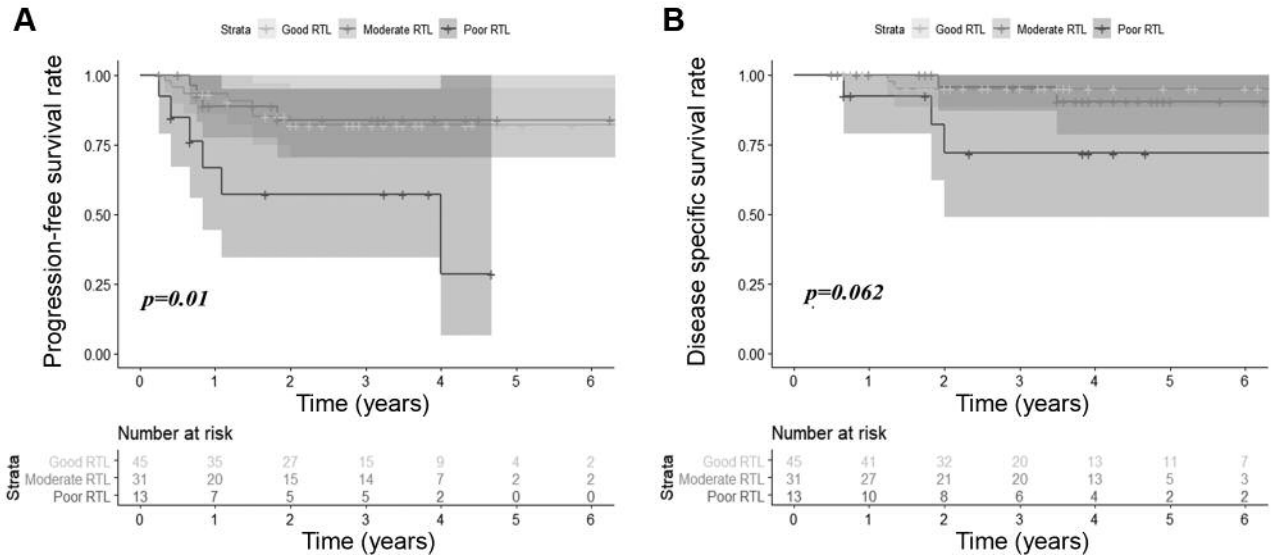 A
Strata Good RTL Moderate RTL Poor RTL
Progression-free survival rate
1.00
0.75
0.50
0.25
0.00
p=0.01
0 1 2 3 4 5 6
Time (years)
Number at risk
Strata
Good RTL 45 35 27 15 9 4 2
Moderate RTL 31 20 15 14 7 2 2
Poor RTL 13 7 5 5 2 0 0
0 1 2 3 4 5 6
Time (years)
B
Strata Good RTL Moderate RTL Poor RTL
Disease specific survival rate
1.00
0.75
0.50
0.25
0.00
p=0.062
0 1 2 3 4 5 6
Time (years)
Number at risk
Strata
Good RTL 45 41 32 20 13 11 7
Moderate RTL 31 27 21 20 13 5 3
Poor RTL 13 10 8 6 4 2 2
0 1 2 3 4 5 6
Time (years)